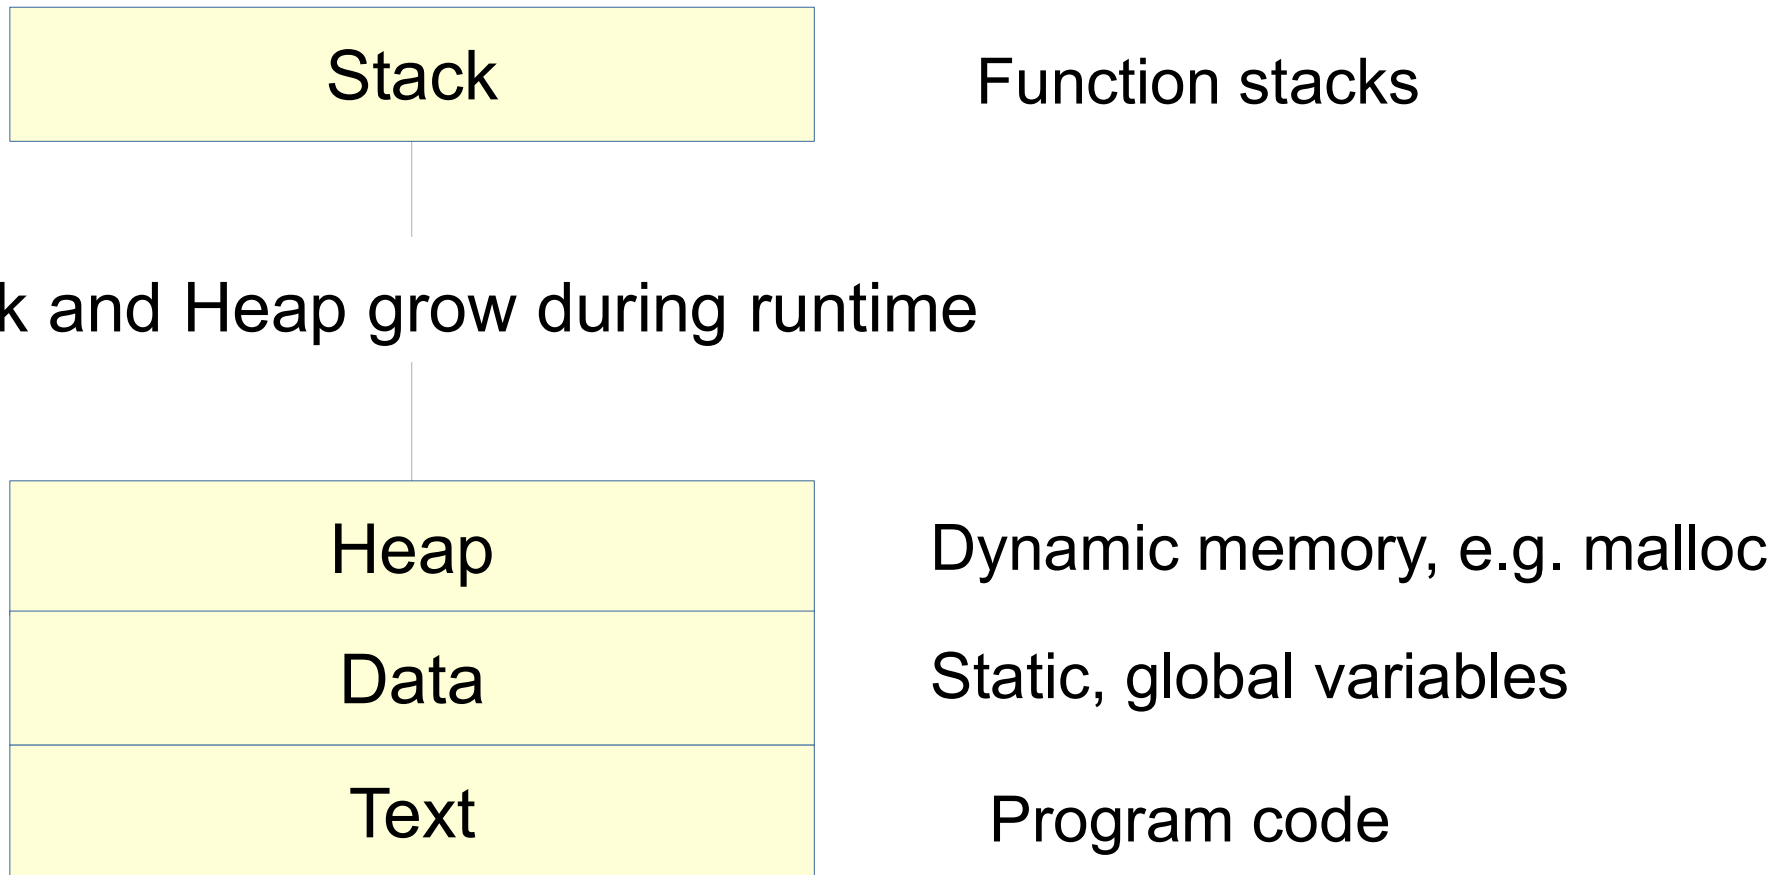 Stack
Function stacks
k and Heap grow during runtime
Heap
Dynamic memory, e.g. malloc
Data
Static, global variables
Text
Program code